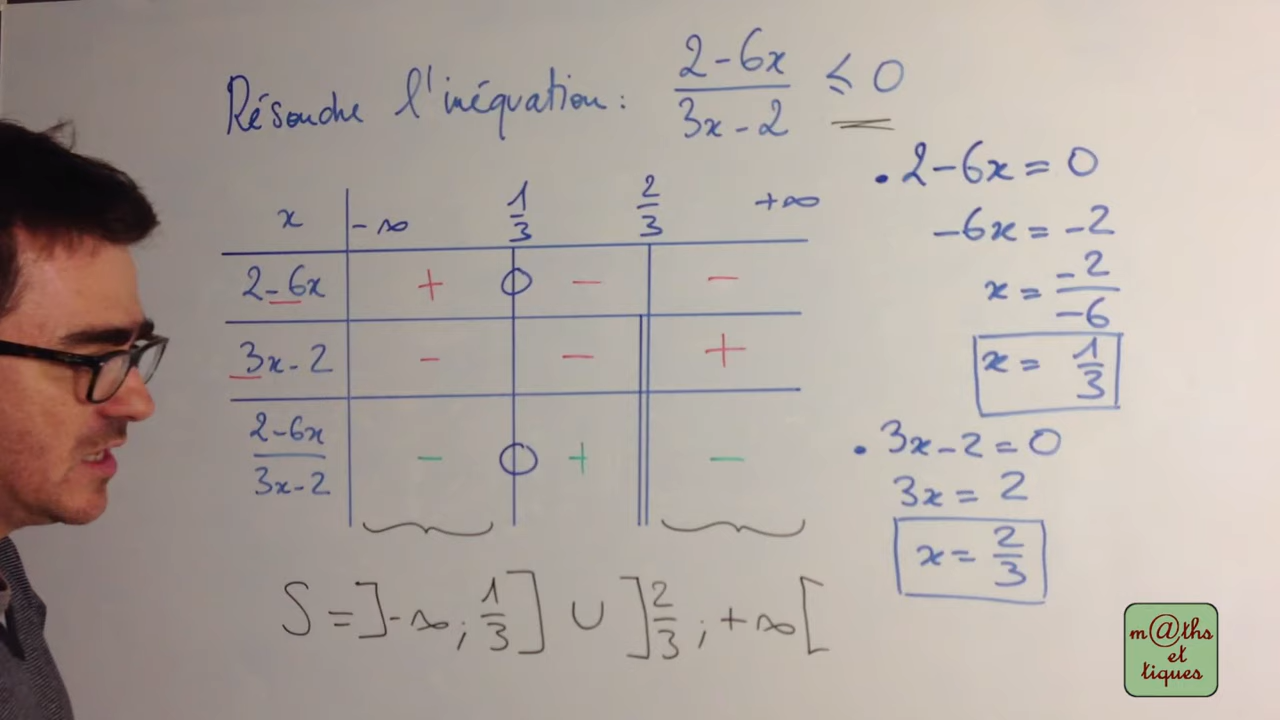 Résoudre l'inéquation : (2-6x)/(3x-2) ≤ 0
x | -∞ 1/3 2/3 +∞
2-6x | + 0 - | -
3x-2 | - | - || +
(2-6x)/(3x-2) | - 0 + || -
S = ]-∞ ; 1/3] ∪ ]2/3 ; +∞[
• 2-6x = 0
-6x = -2
x = -2/-6
x = 1/3
• 3x-2 = 0
3x = 2
x = 2/3
m@ths
et
tiques